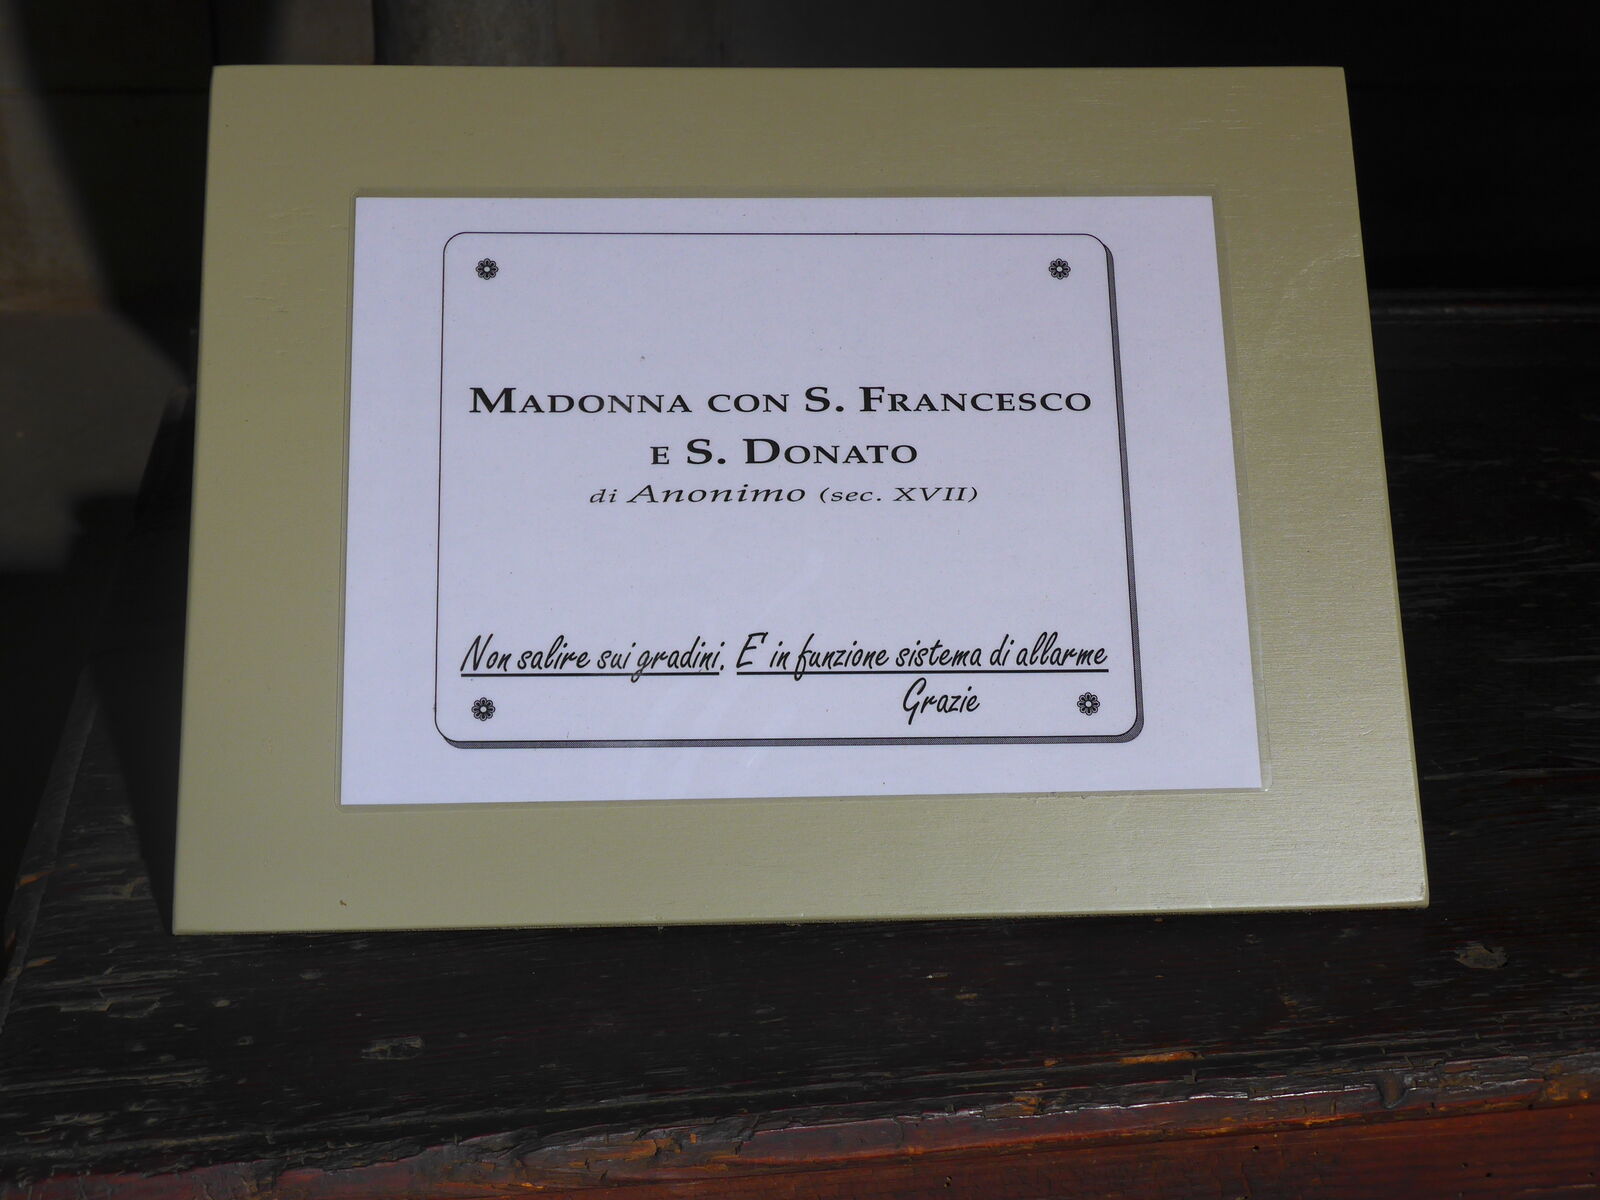 MADONNA CON S. FRANCESCO
E S. DONATO
di Anonimo (sec. XVII)
Non salire sui gradini. E' in funzione sistema di allarme
Grazie